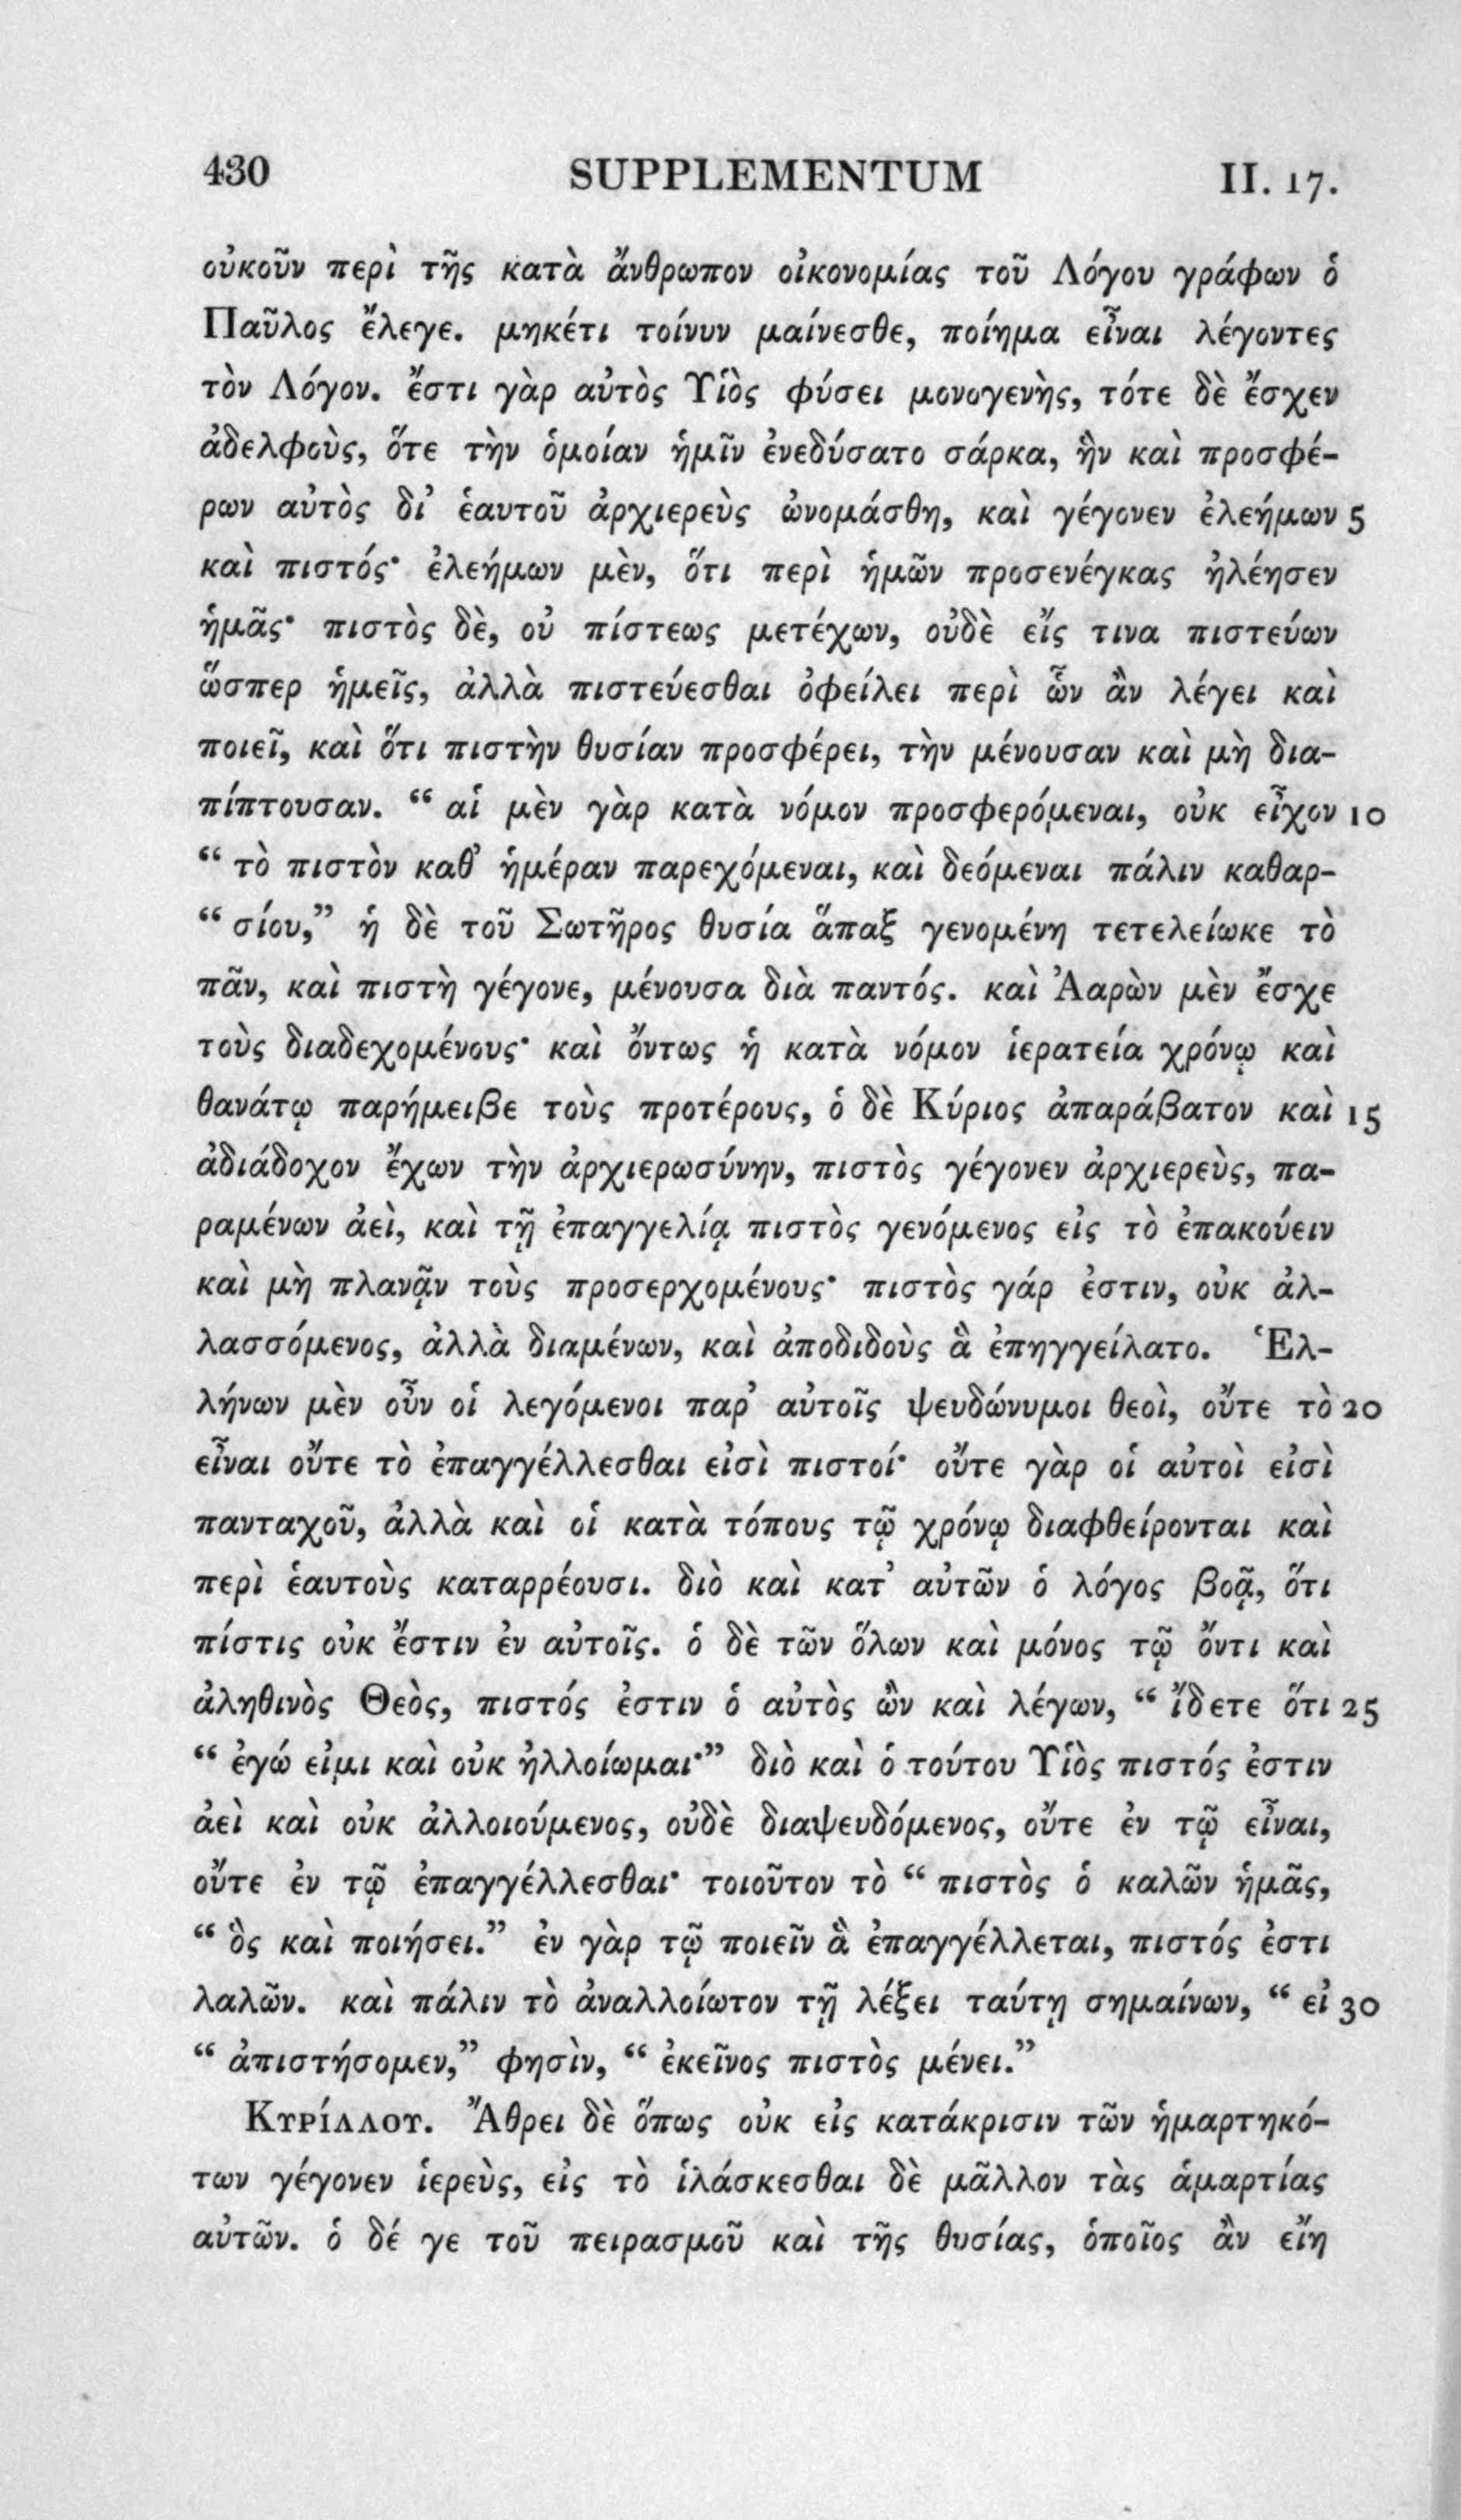 430 SUPPLEMENTUM II. 17.
οὐκοῦν περὶ τῆς κατὰ ἄνθρωπον οἰκονομίας τοῦ Λόγου γράφων ὁ
Παῦλος ἔλεγε. μηκέτι τοίνυν μαίνεσθε, ποίημα εἶναι λέγοντες
τὸν Λόγον. ἔστι γὰρ αὐτὸς Υἱὸς φύσει μονογενὴς, τότε δὲ ἔσχεν
ἀδελφοὺς, ὅτε τὴν ὁμοίαν ἡμῖν ἐνεδύσατο σάρκα, ἣν καὶ προσφέ-
ρων αὐτὸς δι’ ἑαυτοῦ ἀρχιερεὺς ὠνομάσθη, καὶ γέγονεν ἐλεήμων 5
καὶ πιστός· ἐλεήμων μὲν, ὅτι περὶ ἡμῶν προσενέγκας ἠλέησεν
ἡμᾶς· πιστὸς δὲ, οὐ πίστεως μετέχων, οὐδὲ εἴς τινα πιστεύων
ὥσπερ ἡμεῖς, ἀλλὰ πιστεύεσθαι ὀφείλει περὶ ὧν ἂν λέγει καὶ
ποιεῖ, καὶ ὅτι πιστὴν θυσίαν προσφέρει, τὴν μένουσαν καὶ μὴ δια-
πίπτουσαν. “ αἱ μὲν γὰρ κατὰ νόμον προσφερόμεναι, οὐκ εἶχον 10
“ τὸ πιστὸν καθ’ ἡμέραν παρεχόμεναι, καὶ δεόμεναι πάλιν καθαρ-
“ σίου,” ἡ δὲ τοῦ Σωτῆρος θυσία ἅπαξ γενομένη τετελείωκε τὸ
πᾶν, καὶ πιστὴ γέγονε, μένουσα διὰ παντός. καὶ Ἀαρὼν μὲν ἔσχε
τοὺς διαδεχομένους· καὶ ὄντως ἡ κατὰ νόμον ἱερατεία χρόνῳ καὶ
θανάτῳ παρήμειβε τοὺς προτέρους, ὁ δὲ Κύριος ἀπαράβατον καὶ 15
ἀδιάδοχον ἔχων τὴν ἀρχιερωσύνην, πιστὸς γέγονεν ἀρχιερεὺς, πα-
ραμένων ἀεὶ, καὶ τῇ ἐπαγγελίᾳ πιστὸς γενόμενος εἰς τὸ ἐπακούειν
καὶ μὴ πλανᾷν τοὺς προσερχομένους· πιστὸς γάρ ἐστιν, οὐκ ἀλ-
λασσόμενος, ἀλλὰ διαμένων, καὶ ἀποδιδοὺς ἃ ἐπηγγείλατο. Ἑλ-
λήνων μὲν οὖν οἱ λεγόμενοι παρ’ αὐτοῖς ψευδώνυμοι θεοὶ, οὔτε τὸ 20
εἶναι οὔτε τὸ ἐπαγγέλλεσθαι εἰσὶ πιστοί· οὔτε γὰρ οἱ αὐτοὶ εἰσὶ
πανταχοῦ, ἀλλὰ καὶ οἱ κατὰ τόπους τῷ χρόνῳ διαφθείρονται καὶ
περὶ ἑαυτοὺς καταρρέουσι. διὸ καὶ κατ’ αὐτῶν ὁ λόγος βοᾷ, ὅτι
πίστις οὐκ ἔστιν ἐν αὐτοῖς. ὁ δὲ τῶν ὅλων καὶ μόνος τῷ ὄντι καὶ
ἀληθινὸς Θεὸς, πιστός ἐστιν ὁ αὐτὸς ὢν καὶ λέγων, “ ἴδετε ὅτι 25
“ ἐγώ εἰμι καὶ οὐκ ἠλλοίωμαι·” διὸ καὶ ὁ τούτου Υἱὸς πιστός ἐστιν
ἀεὶ καὶ οὐκ ἀλλοιούμενος, οὐδὲ διαψευδόμενος, οὔτε ἐν τῷ εἶναι,
οὔτε ἐν τῷ ἐπαγγέλλεσθαι· τοιοῦτον τὸ “ πιστὸς ὁ καλῶν ἡμᾶς,
“ ὃς καὶ ποιήσει.” ἐν γὰρ τῷ ποιεῖν ἃ ἐπαγγέλλεται, πιστός ἐστι
λαλῶν. καὶ πάλιν τὸ ἀναλλοίωτον τῇ λέξει ταύτῃ σημαίνων, “ εἰ 30
“ ἀπιστήσομεν,” φησὶν, “ ἐκεῖνος πιστὸς μένει.”
Κυρίλλου. Ἄθρει δὲ ὅπως οὐκ εἰς κατάκρισιν τῶν ἡμαρτηκό-
των γέγονεν ἱερεὺς, εἰς τὸ ἱλάσκεσθαι δὲ μᾶλλον τὰς ἁμαρτίας
αὐτῶν. ὁ δέ γε τοῦ πειρασμοῦ καὶ τῆς θυσίας, ὁποῖος ἂν εἴη